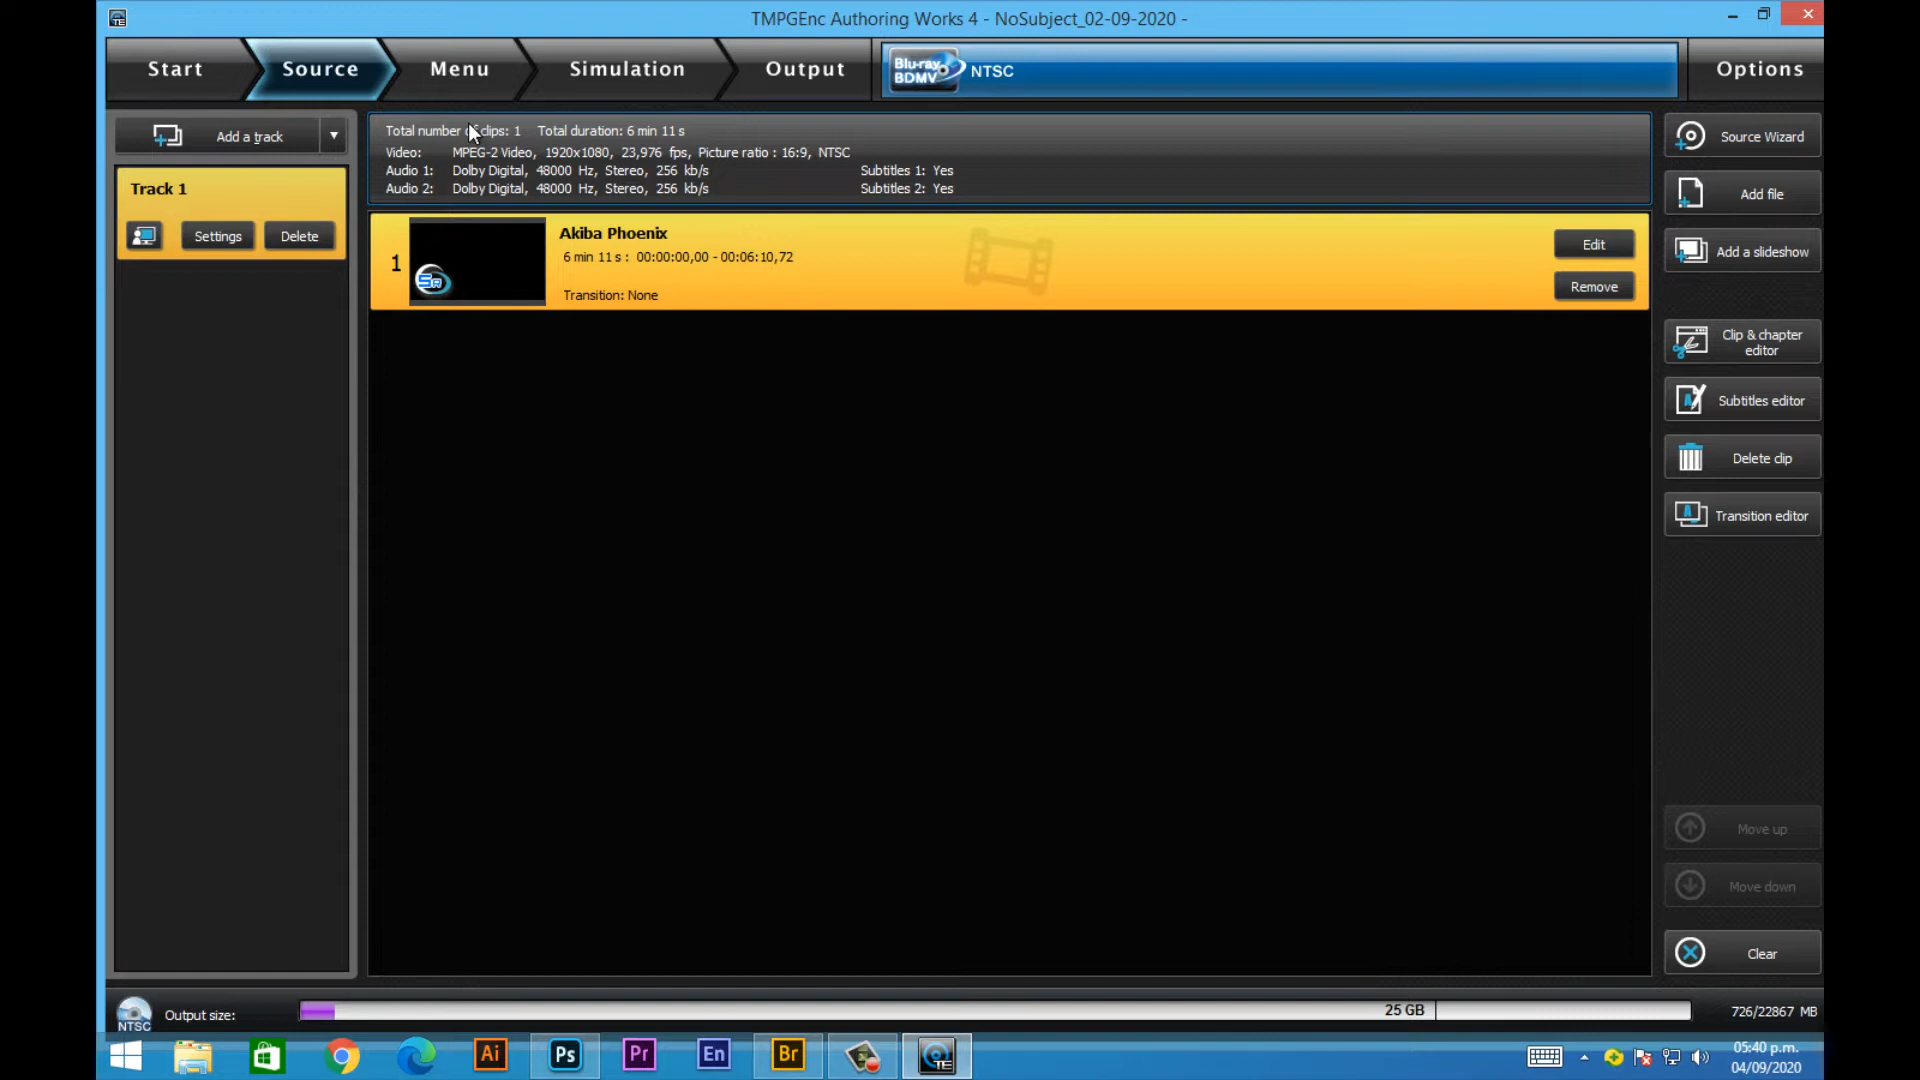 TE
TMPGEnc Authoring Works 4 - NoSubject_02-09-2020 -
Start
Source
Menu
Simulation
Output
Blu-ray
BDMV
NTSC
Options
Add a track
Total number of clips: 1 Total duration: 6 min 11 s
Video: MPEG-2 Video, 1920x1080, 23,976 fps, Picture ratio : 16:9, NTSC
Audio 1: Dolby Digital, 48000 Hz, Stereo, 256 kb/s Subtitles 1: Yes
Audio 2: Dolby Digital, 48000 Hz, Stereo, 256 kb/s Subtitles 2: Yes
Track 1
Settings
Delete
1
Akiba Phoenix
6 min 11 s : 00:00:00,00 - 00:06:10,72
Transition: None
Edit
Remove
Source Wizard
Add file
Add a slideshow
Clip & chapter
editor
Subtitles editor
Delete clip
Transition editor
Move up
Move down
Clear
NTSC
Output size:
25 GB
726/22867 MB
Ai
Ps
Pr
En
Br
TE
05:40 p.m.
04/09/2020